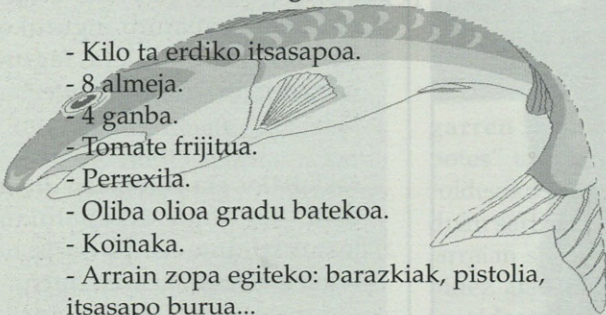 - Kilo ta erdiko itsasapoa.
- 8 almeja.
- 4 ganba.
- Tomate frijitua.
- Perrexila.
- Oliba olioa gradu batekoa.
- Koinaka.
- Arrain zopa egiteko: barazkiak, pistolia,
itsasapo burua...